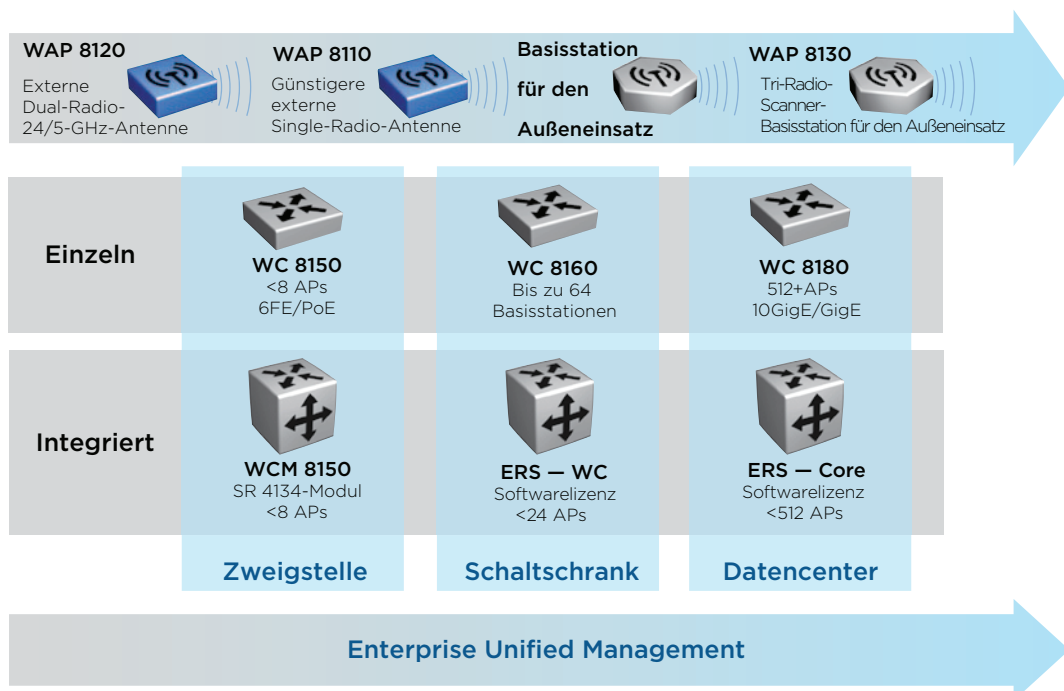 WAP 8120
Externe
Dual-Radio-
24/5-GHz-Antenne
WAP 8110
Günstigere
externe
Single-Radio-Antenne
Basisstation
für den
Außeneinsatz
WAP 8130
Tri-Radio-
Scanner-
Basisstation für den Außeneinsatz
Einzeln
WC 8150
<8 APs
6FE/PoE
WC 8160
Bis zu 64
Basisstationen
WC 8180
512+APs
10GigE/GigE
Integriert
WCM 8150
SR 4134-Modul
<8 APs
ERS — WC
Softwarelizenz
<24 APs
ERS — Core
Softwarelizenz
<512 APs
Zweigstelle
Schaltschrank
Datencenter
Enterprise Unified Management